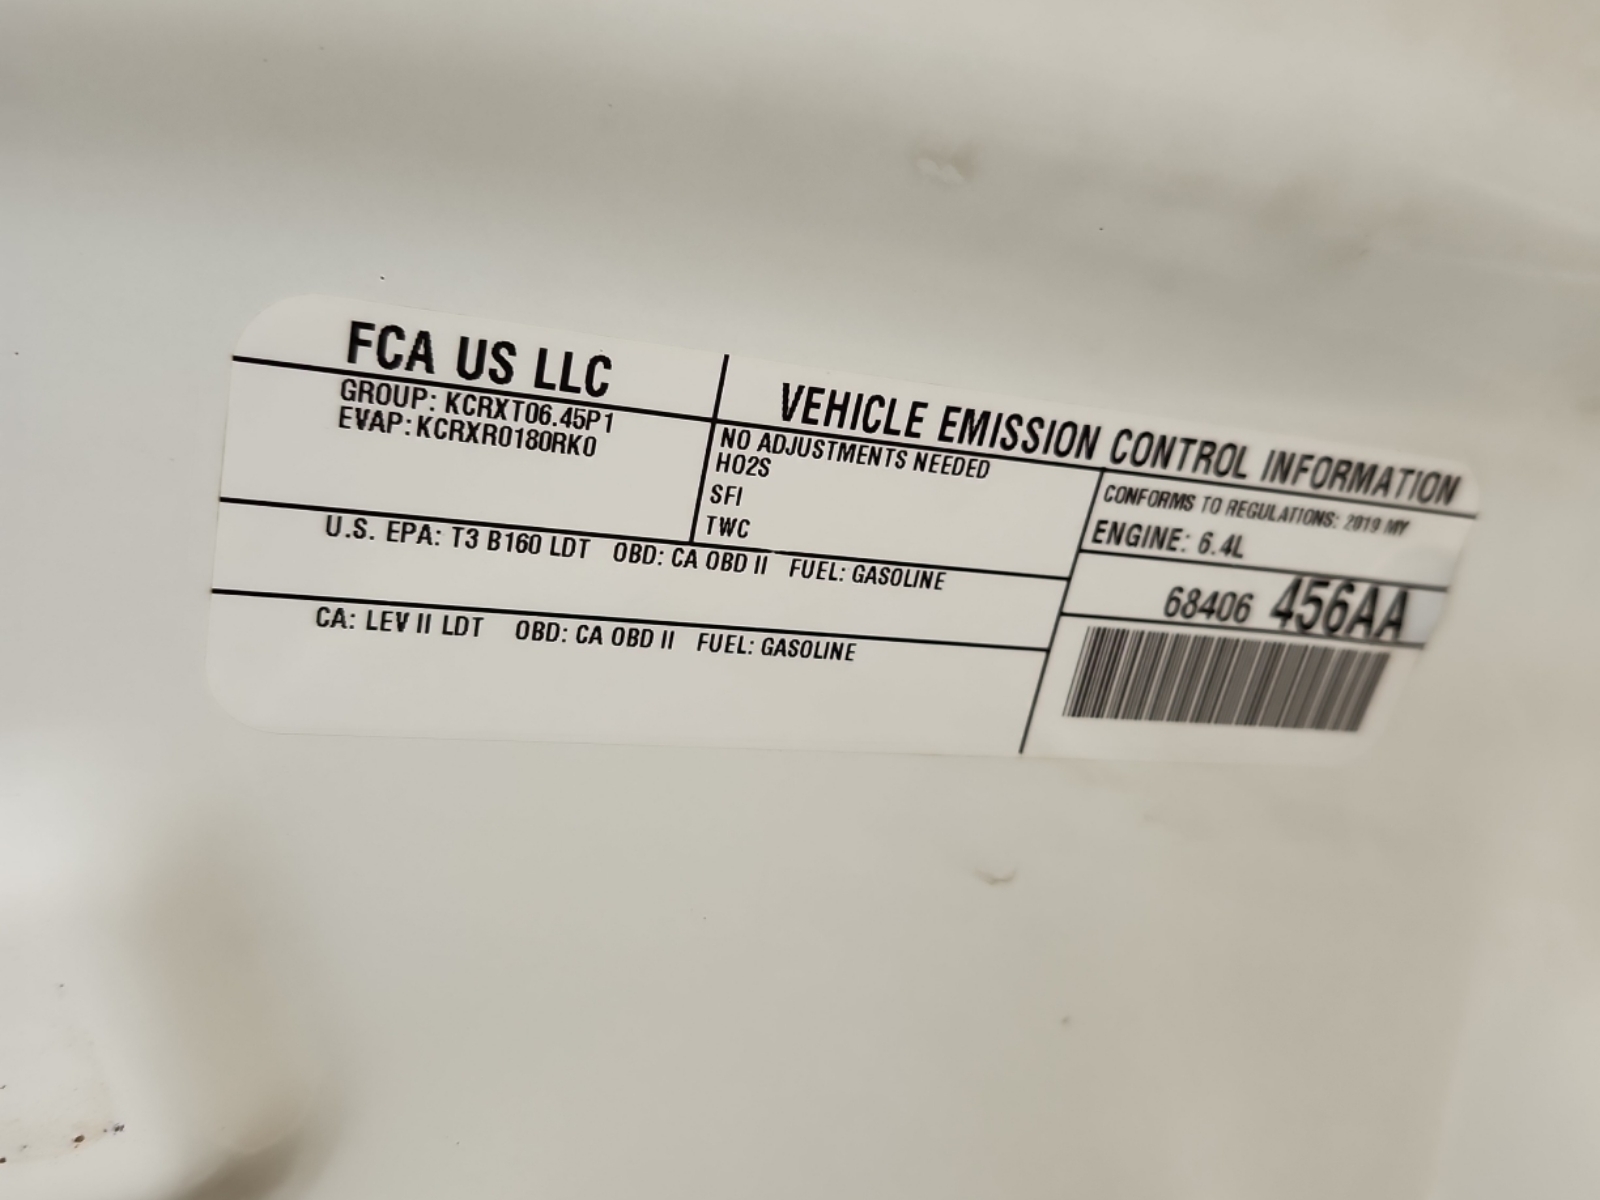 FCA US LLC
VEHICLE EMISSION CONTROL INFORMATION
GROUP: KCRXT06.45P1
EVAP: KCRXR0180RK0
NO ADJUSTMENTS NEEDED
HO2S
SFI
TWC
CONFORMS TO REGULATIONS: 2019 MY
ENGINE: 6.4L
U.S. EPA: T3 B160 LDT OBD: CA OBD II FUEL: GASOLINE
68406 456AA
CA: LEV II LDT OBD: CA OBD II FUEL: GASOLINE